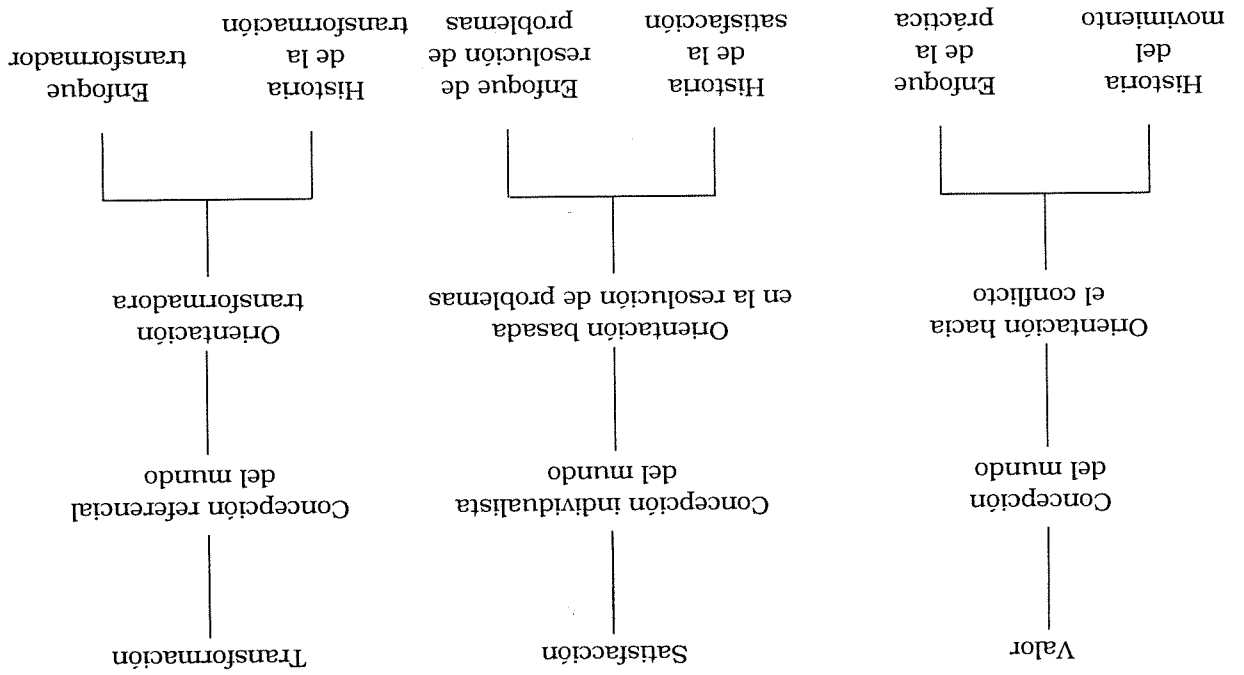 Valor
Satisfacción
Transformación
Concepción
del mundo
Concepción individualista
del mundo
Concepción referencial
del mundo
Orientación hacia
el conflicto
Orientación basada
en la resolución de problemas
Orientación
transformadora
Historia
del
movimiento
Enfoque
de la
práctica
Historia
de la
satisfacción
Enfoque de
resolución de
problemas
Historia
de la
transformación
Enfoque
transformador